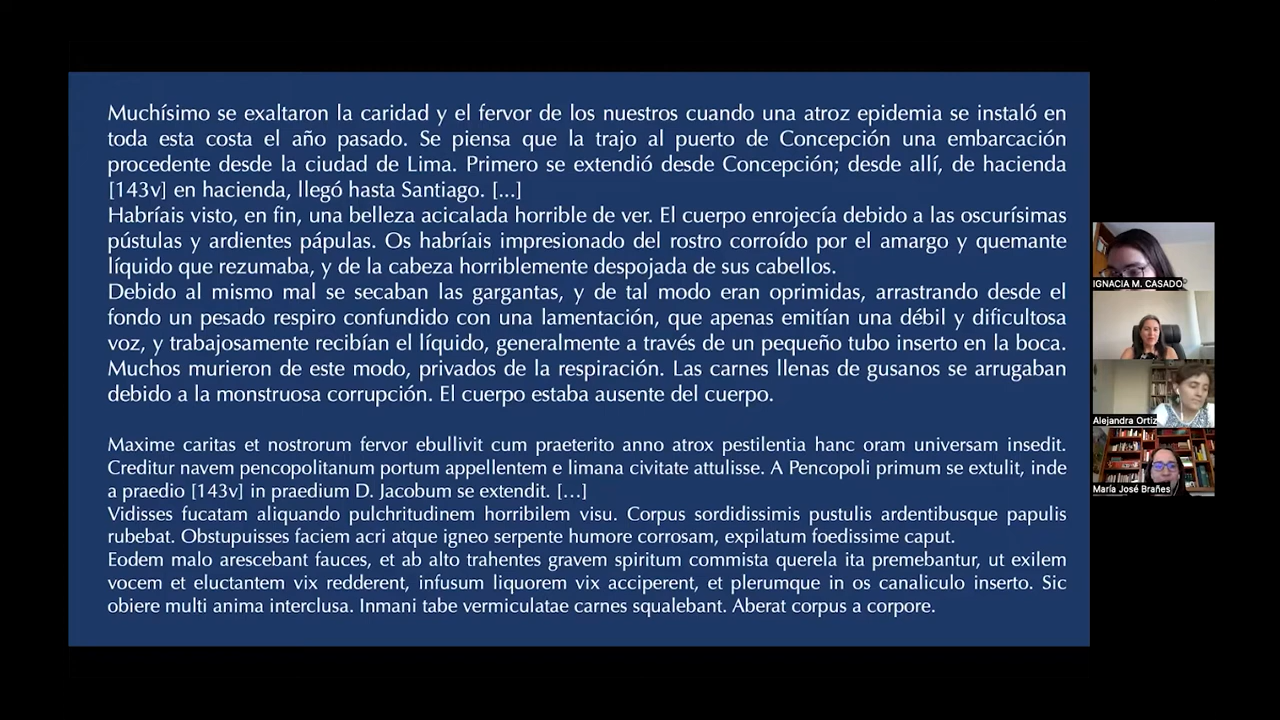 Muchísimo se exaltaron la caridad y el fervor de los nuestros cuando una atroz epidemia se instaló en
toda esta costa el año pasado. Se piensa que la trajo al puerto de Concepción una embarcación
procedente desde la ciudad de Lima. Primero se extendió desde Concepción; desde allí, de hacienda
[143v] en hacienda, llegó hasta Santiago. [...]
Habríais visto, en fin, una belleza acicalada horrible de ver. El cuerpo enrojecía debido a las oscurísimas
pústulas y ardientes pápulas. Os habríais impresionado del rostro corroído por el amargo y quemante
líquido que rezumaba, y de la cabeza horriblemente despojada de sus cabellos.
Debido al mismo mal se secaban las gargantas, y de tal modo eran oprimidas, arrastrando desde el
fondo un pesado respiro confundido con una lamentación, que apenas emitían una débil y dificultosa
voz, y trabajosamente recibían el líquido, generalmente a través de un pequeño tubo inserto en la boca.
Muchos murieron de este modo, privados de la respiración. Las carnes llenas de gusanos se arrugaban
debido a la monstruosa corrupción. El cuerpo estaba ausente del cuerpo.
Maxime caritas et nostrorum fervor ebullivit cum praeterito anno atrox pestilentia hanc oram universam insedit.
Creditur navem pencopolitanum portum appellentem e limana civitate attulisse. A Pencopoli primum se extulit, inde
a praedio [143v] in praedium D. Jacobum se extendit. [...]
Vidisses fucatam aliquando pulchritudinem horribilem visu. Corpus sordidissimis pustulis ardentibusque papulis
rubebat. Obstupuisses faciem acri atque igneo serpente humore corrosam, expilatum foedissime caput.
Eodem malo arescebant fauces, et ab alto trahentes gravem spiritum commista querela ita premebantur, ut exilem
vocem et eluctantem vix redderent, infusum liquorem vix acciperent, et plerumque in os canaliculo inserto. Sic
obiere multi anima interclusa. Inmani tabe vermiculatae carnes squalebant. Aberat corpus a corpore.
IGNACIA M. CASADO
Alejandra Ortiz
María José Brañes